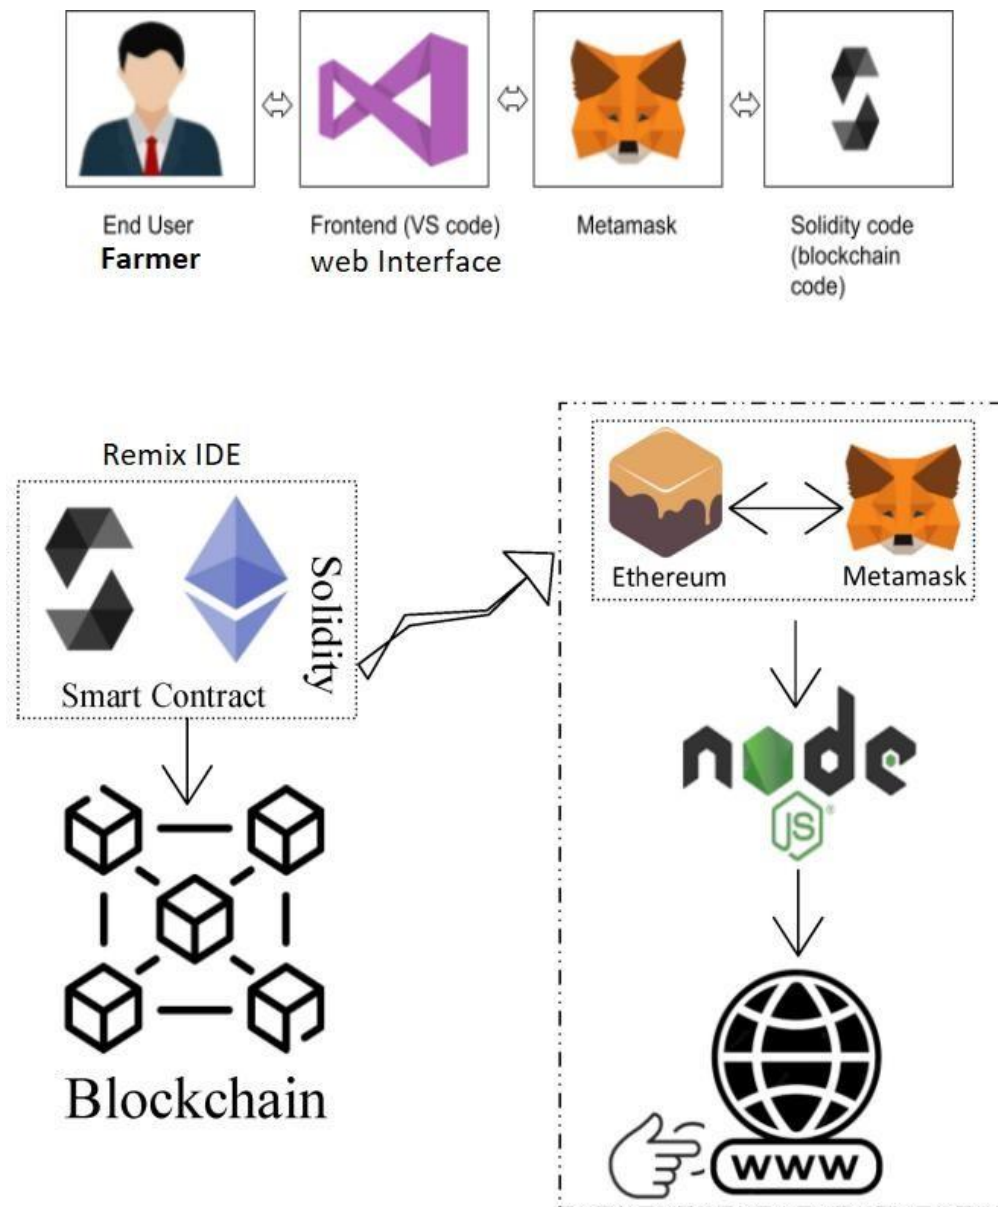 End User
Farmer
Frontend (VS code)
web Interface
Metamask
Solidity code
(blockchain
code)
Remix IDE
Solidity
Smart Contract
Ethereum
Metamask
node
JS
®
Blockchain
WWW